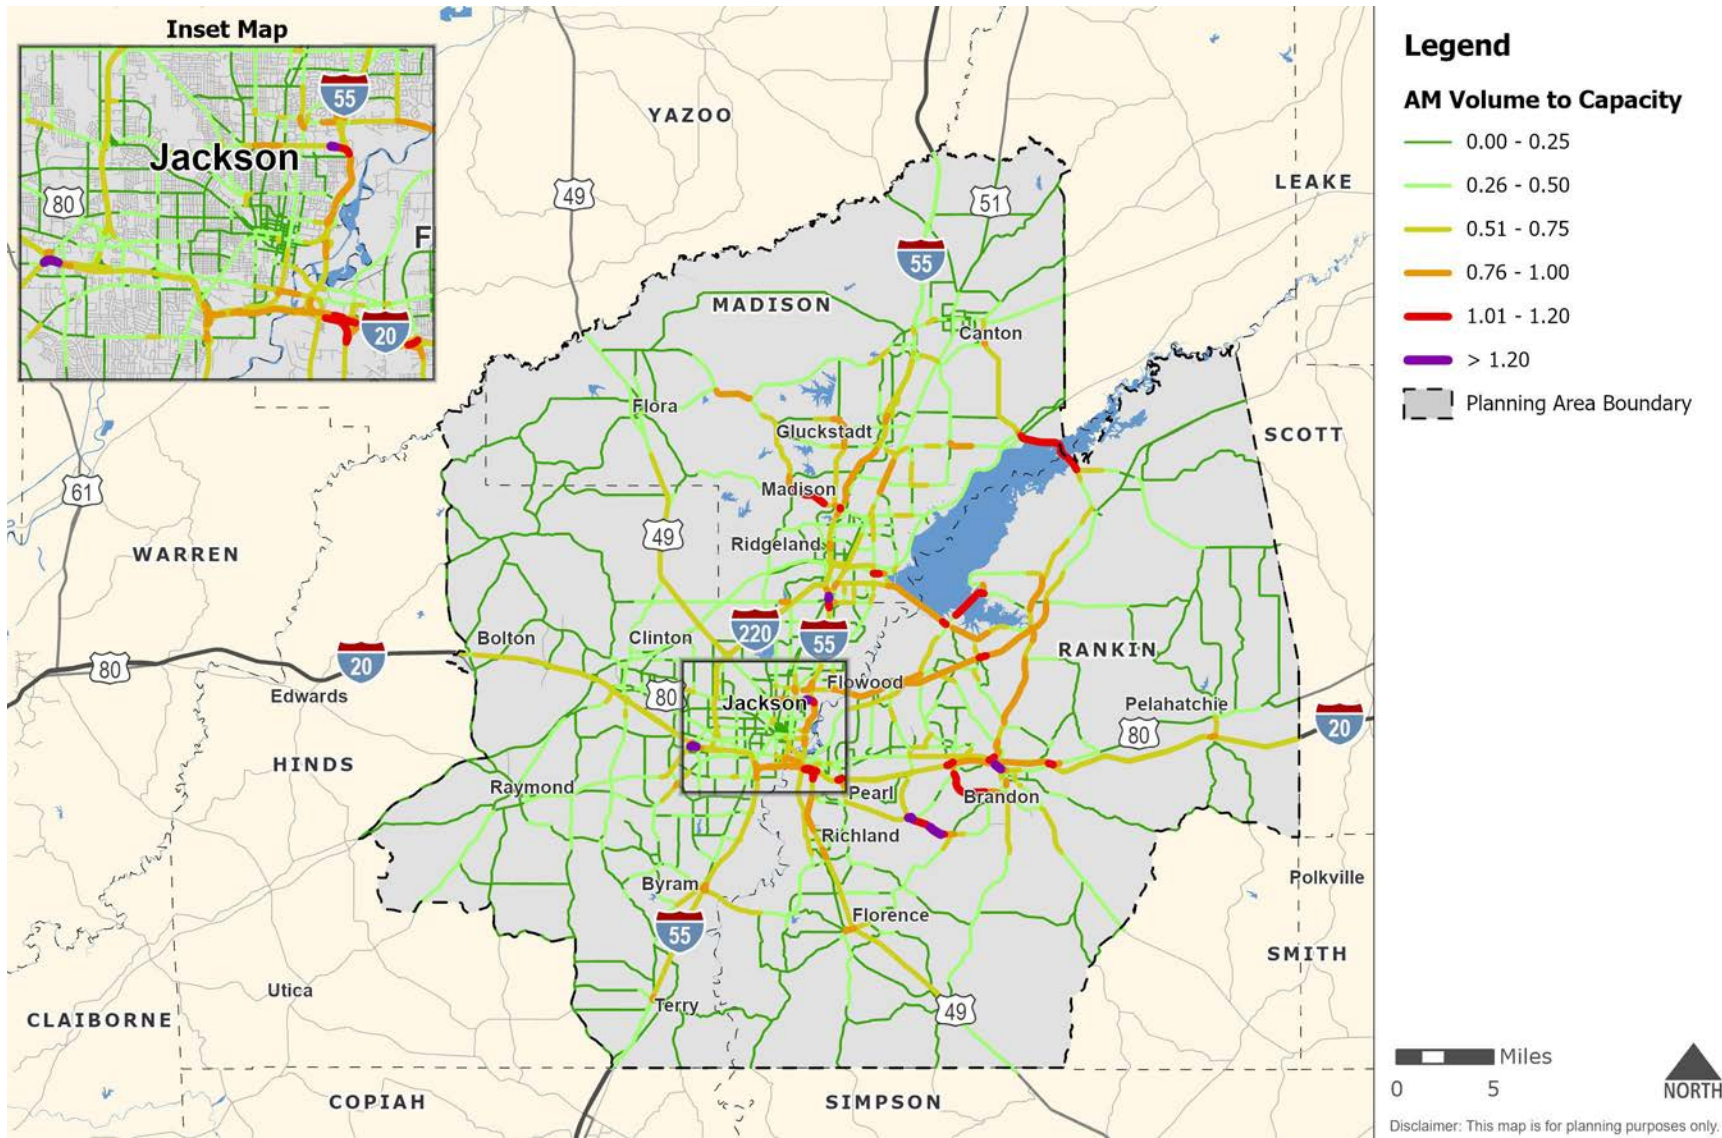 Inset Map
55
Jackson
80
F
20
Legend
AM Volume to Capacity
0.00 - 0.25
0.26 - 0.50
0.51 - 0.75
0.76 - 1.00
1.01 - 1.20
> 1.20
Planning Area Boundary
YAZOO
LEAKE
49
51
55
MADISON
Canton
Flora
Gluckstadt
SCOTT
61
Madison
49
Ridgeland
WARREN
Bolton
Clinton
220
55
RANKIN
80
20
Edwards
80
Flowood
Jackson
Pelahatchie
80
20
HINDS
Raymond
Pearl
Brandon
Richland
Byram
Polkville
Florence
55
SMITH
Utica
Terry
49
CLAIBORNE
COPIAH
SIMPSON
Miles
0 5
NORTH
Disclaimer: This map is for planning purposes only.